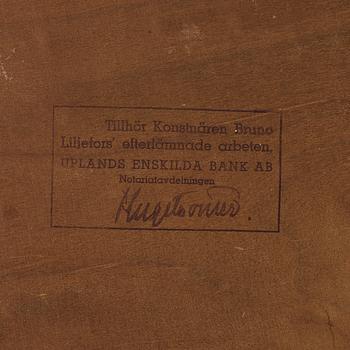 Tillhör Konstnären Bruno
Liljefors' efterlämnade arbeten.
UPLANDS ENSKILDA BANK AB
Notariatavdelningen